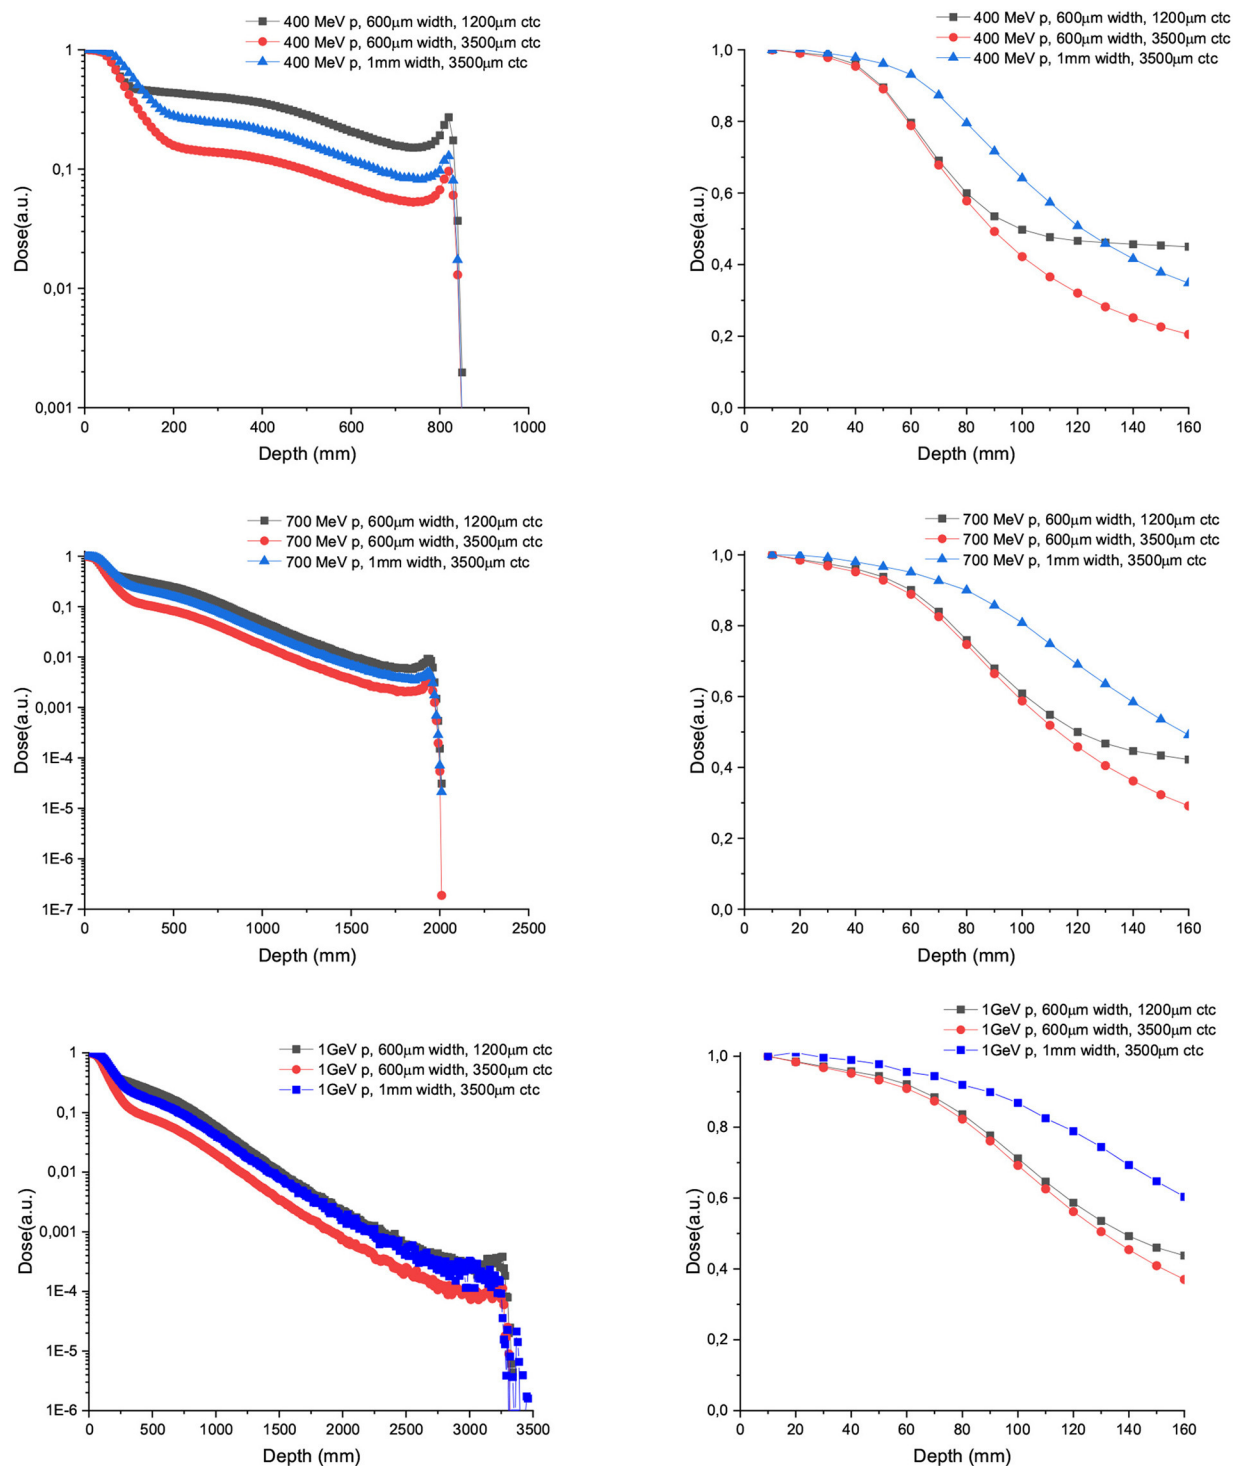 400 MeV p, 600μm width, 1200μm ctc
400 MeV p, 600μm width, 3500μm ctc
400 MeV p, 1mm width, 3500μm ctc
1
0,1
0,01
0,001
Dose(a.u.)
0 200 400 600 800 1000
Depth (mm)
400 MeV p, 600μm width, 1200μm ctc
400 MeV p, 600μm width, 3500μm ctc
400 MeV p, 1mm width, 3500μm ctc
1,0
0,8
0,6
0,4
0,2
0,0
Dose(a.u.)
0 20 40 60 80 100 120 140 160
Depth (mm)
700 MeV p, 600μm width, 1200μm ctc
700 MeV p, 600μm width, 3500μm ctc
700 MeV p, 1mm width, 3500μm ctc
1
0,1
0,01
0,001
1E-4
1E-5
1E-6
1E-7
Dose(a.u.)
0 500 1000 1500 2000 2500
Depth (mm)
700 MeV p, 600μm width, 1200μm ctc
700 MeV p, 600μm width, 3500μm ctc
700 MeV p, 1mm width, 3500μm ctc
1,0
0,8
0,6
0,4
0,2
0,0
Dose(a.u.)
0 20 40 60 80 100 120 140 160
Depth (mm)
1GeV p, 600μm width, 1200μm ctc
1GeV p, 600μm width, 3500μm ctc
1GeV p, 1mm width, 3500μm ctc
1
0,1
0,01
0,001
1E-4
1E-5
1E-6
Dose(a.u.)
0 500 1000 1500 2000 2500 3000 3500
Depth (mm)
1GeV p, 600μm width, 1200μm ctc
1GeV p, 600μm width, 3500μm ctc
1GeV p, 1mm width, 3500μm ctc
1,0
0,8
0,6
0,4
0,2
0,0
Dose(a.u.)
0 20 40 60 80 100 120 140 160
Depth (mm)